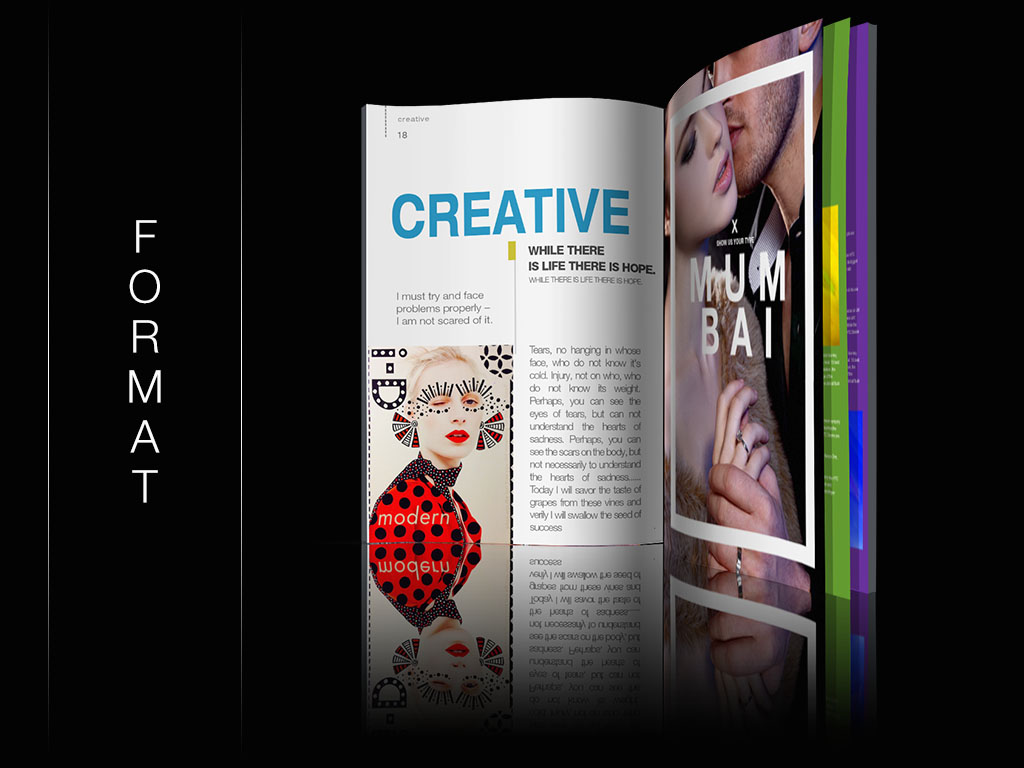 FORMAT
creative
18
CREATIVE
WHILE THERE
IS LIFE THERE IS HOPE.
WHILE THERE IS LIFE THERE IS HOPE.
I must try and face
problems properly –
I am not scared of it.
modern
Tears, no hanging in whose
face, who do not know it's
cold. Injury, not on who, who
do not know its weight.
Perhaps, you can see the
eyes of tears, but can not
understand the hearts of
sadness. Perhaps, you can
see the scars on the body, but
not necessarily to understand
the hearts of sadness.....
Today I will savor the taste of
grapes from these vines and
verily I will swallow the seed of
success
X
SHOW US YOUR TYPE
MUM
BAI